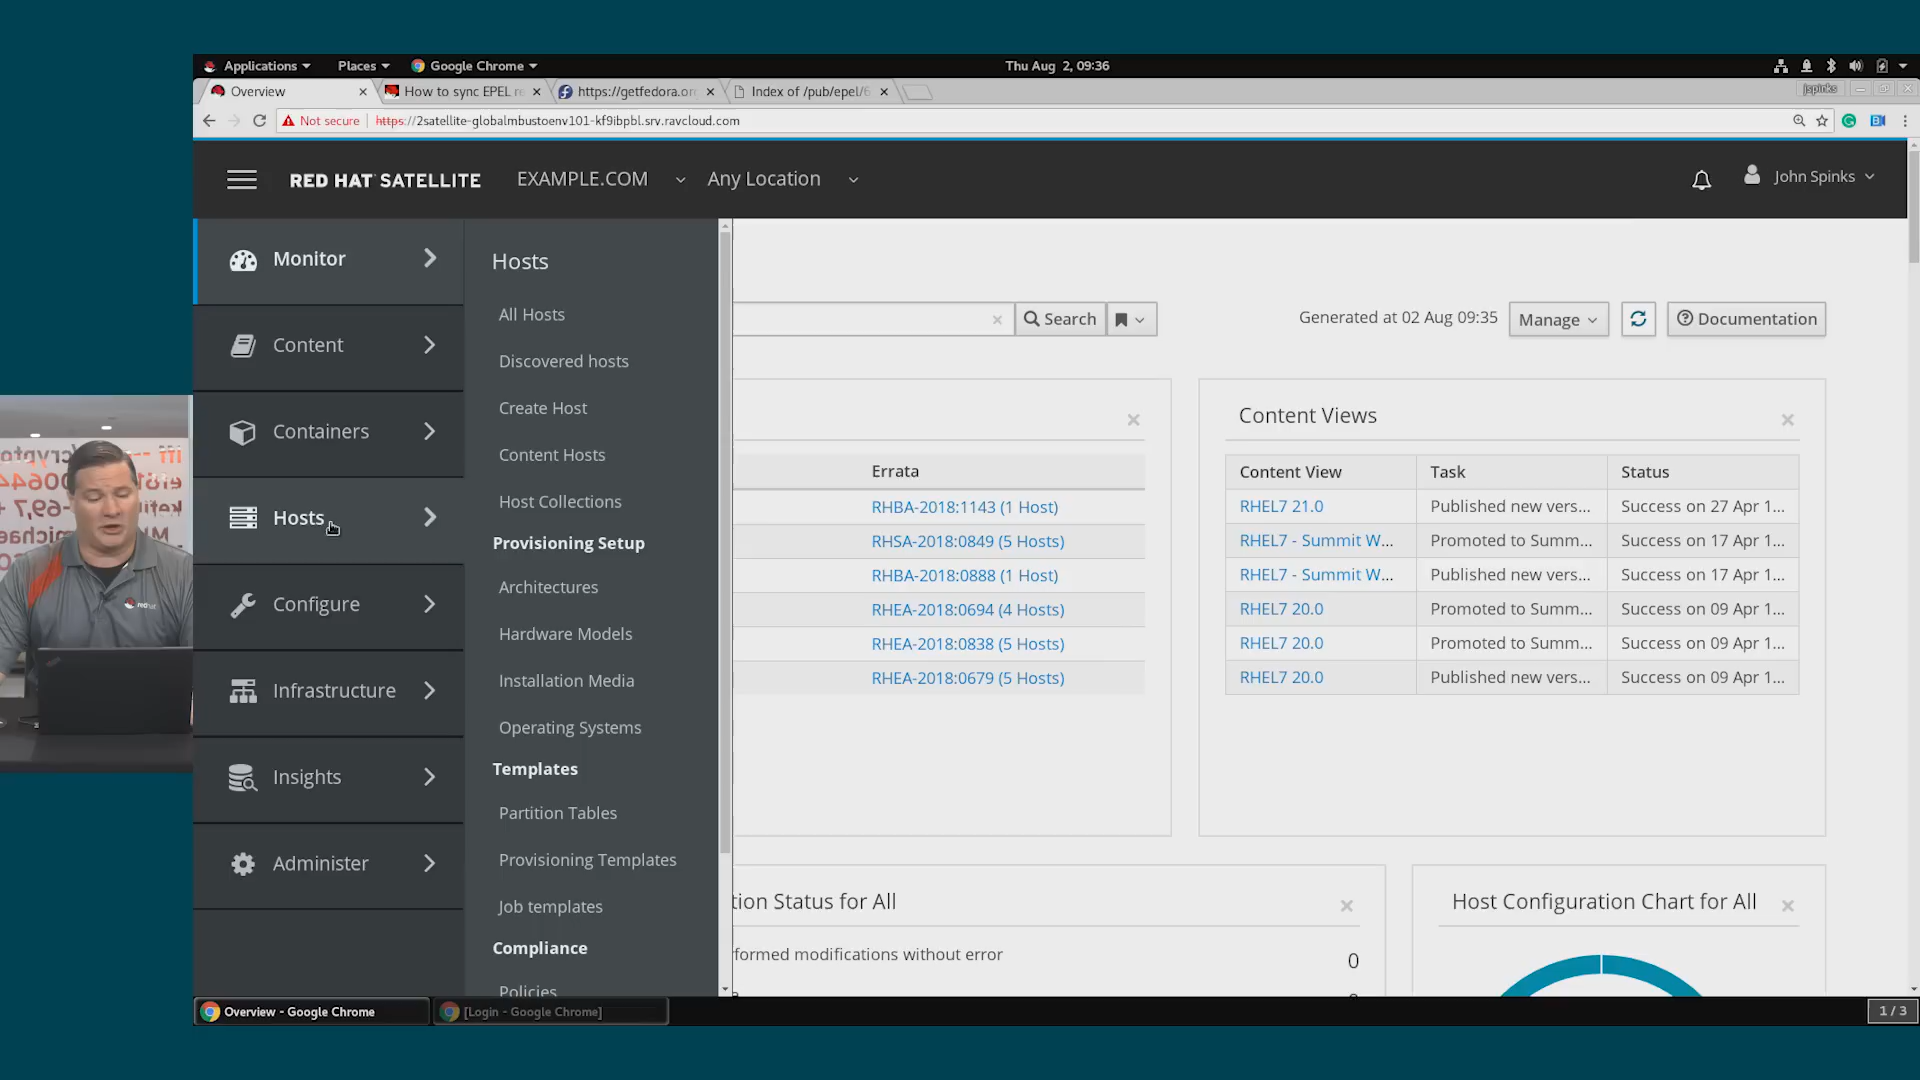 Applications Places Google Chrome Thu Aug 2, 09:36
Overview How to sync EPEL re https://getfedora.or Index of /pub/epel/6 jspinks
Not secure https://2satellite-globalmbustoenv101-kf9ibpbl.srv.ravcloud.com
RED HAT SATELLITE EXAMPLE.COM Any Location John Spinks
Monitor
Content
Containers
Hosts
Configure
Infrastructure
Insights
Administer
Hosts
All Hosts
Discovered hosts
Create Host
Content Hosts
Host Collections
Provisioning Setup
Architectures
Hardware Models
Installation Media
Operating Systems
Templates
Partition Tables
Provisioning Templates
Job templates
Compliance
Policies
Search Generated at 02 Aug 09:35 Manage Documentation
Errata
RHBA-2018:1143 (1 Host)
RHSA-2018:0849 (5 Hosts)
RHBA-2018:0888 (1 Host)
RHEA-2018:0694 (4 Hosts)
RHEA-2018:0838 (5 Hosts)
RHEA-2018:0679 (5 Hosts)
Content Views
Content View Task Status
RHEL7 21.0 Published new vers... Success on 27 Apr 1...
RHEL7 - Summit W... Promoted to Summ... Success on 17 Apr 1...
RHEL7 - Summit W... Published new vers... Success on 17 Apr 1...
RHEL7 20.0 Promoted to Summ... Success on 09 Apr 1...
RHEL7 20.0 Promoted to Summ... Success on 09 Apr 1...
RHEL7 20.0 Published new vers... Success on 09 Apr 1...
tion Status for All
formed modifications without error 0
Host Configuration Chart for All
Overview - Google Chrome [Login - Google Chrome] 1 / 3